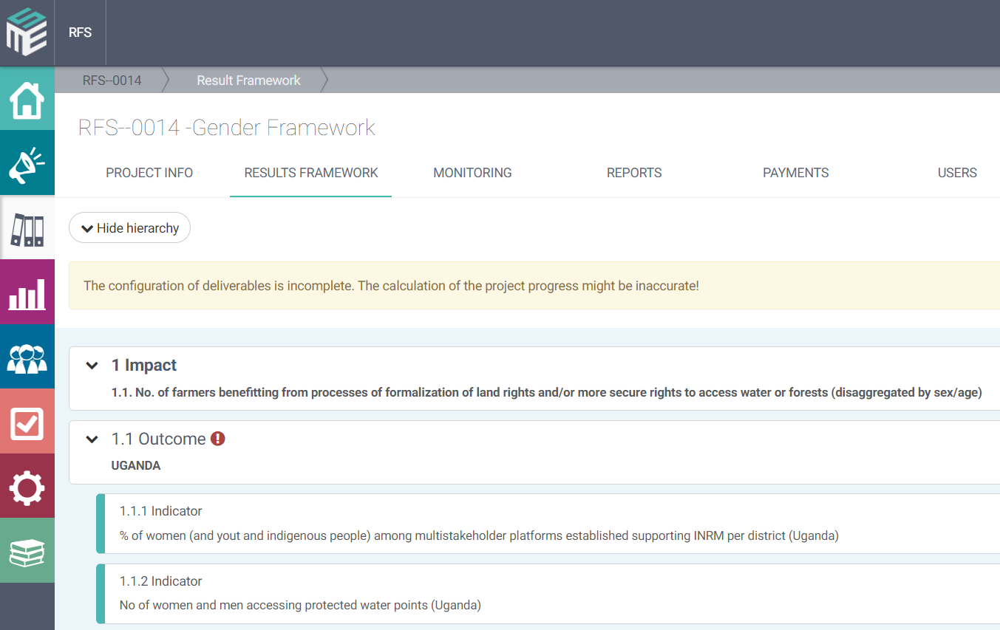 RFS
RFS--0014
Result Framework
RFS--0014 -Gender Framework
PROJECT INFO
RESULTS FRAMEWORK
MONITORING
REPORTS
PAYMENTS
USERS
Hide hierarchy
The configuration of deliverables is incomplete. The calculation of the project progress might be inaccurate!
1 Impact
1.1. No. of farmers benefitting from processes of formalization of land rights and/or more secure rights to access water or forests (disaggregated by sex/age)
1.1 Outcome
UGANDA
1.1.1 Indicator
% of women (and yout and indigenous people) among multistakeholder platforms established supporting INRM per district (Uganda)
1.1.2 Indicator
No of women and men accessing protected water points (Uganda)